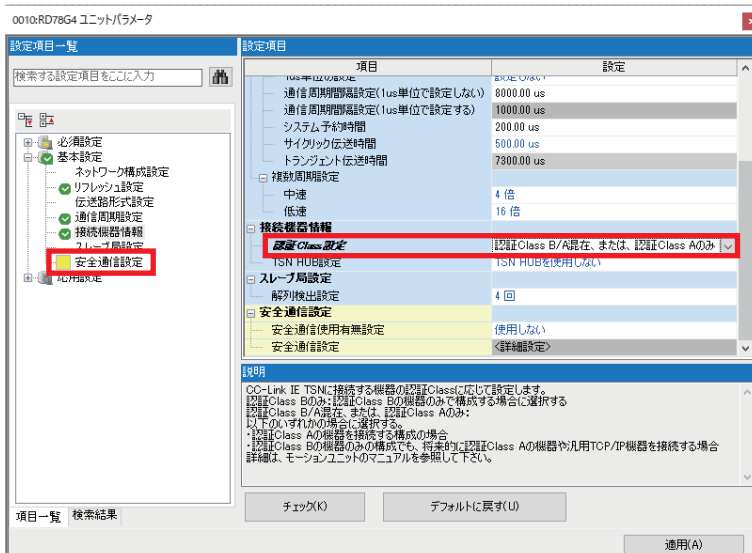 0010:RD78G4 ユニットパラメータ
設定項目一覧
検索する設定項目をここに入力
必須設定
基本設定
ネットワーク構成設定
リフレッシュ設定
伝送路形式設定
通信周期設定
接続機器情報
スレーブ局設定
安全通信設定
応用設定
項目一覧 検索結果
設定項目
項目 設定
1us単位の設定 設定しない
通信周期間隔設定(1us単位で設定しない) 8000.00 us
通信周期間隔設定(1us単位で設定する) 1000.00 us
システム予約時間 200.00 us
サイクリック伝送時間 500.00 us
トランジェント伝送時間 7300.00 us
複数周期設定
中速 4 倍
低速 16 倍
接続機器情報
認証Class設定 認証Class B/A混在、または、認証Class Aのみ
TSN HUB設定 TSN HUBを使用しない
スレーブ局設定
解列検出設定 4 回
安全通信設定
安全通信使用有無設定 使用しない
安全通信設定 <詳細設定>
説明
CC-Link IE TSNに接続する機器の認証Classに応じて設定します。
認証Class Bのみ:認証Class Bの機器のみで構成する場合に選択する
認証Class B/A混在、または、認証Class Aのみ:
以下のいずれかの場合に選択する。
・認証Class Aの機器を接続する構成の場合
・認証Class Bの機器のみの構成でも、将来的に認証Class Aの機器や汎用TCP/IP機器を接続する場合
詳細は、モーションユニットのマニュアルを参照して下さい。
チェック(K) デフォルトに戻す(U)
適用(A)